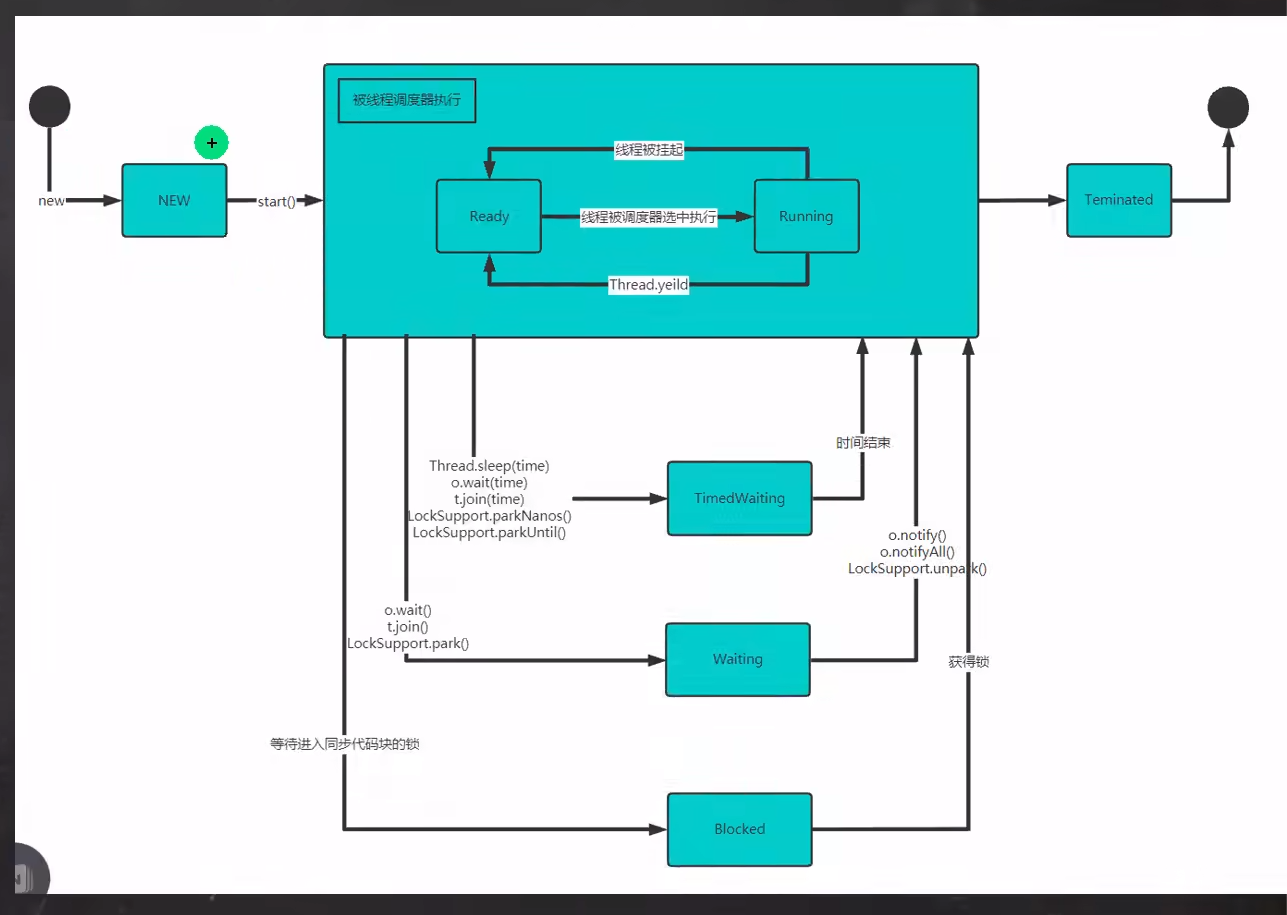 被线程调度器执行
线程被挂起
new
NEW
start()
Ready
线程被调度器选中执行
Running
Teminated
Thread.yeild
时间结束
Thread.sleep(time)
o.wait(time)
t.join(time)
LockSupport.parkNanos()
LockSupport.parkUntil()
TimedWaiting
o.notify()
o.notifyAll()
LockSupport.unpark()
o.wait()
t.join()
LockSupport.park()
Waiting
获得锁
等待进入同步代码块的锁
Blocked